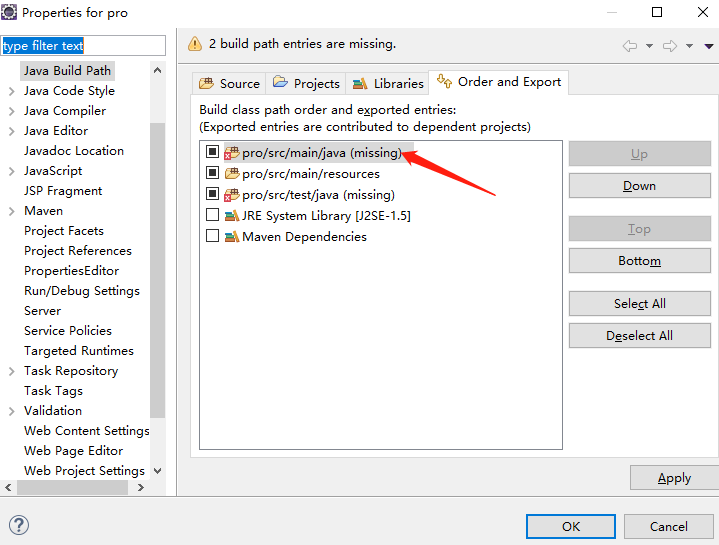 Properties for pro
type filter text
Java Build Path
Java Code Style
Java Compiler
Java Editor
Javadoc Location
JavaScript
JSP Fragment
Maven
Project Facets
Project References
PropertiesEditor
Run/Debug Settings
Server
Service Policies
Targeted Runtimes
Task Repository
Task Tags
Validation
Web Content Settings
Web Page Editor
Web Project Settings
2 build path entries are missing.
Source
Projects
Libraries
Order and Export
Build class path order and exported entries:
(Exported entries are contributed to dependent projects)
pro/src/main/java (missing)
pro/src/main/resources
pro/src/test/java (missing)
JRE System Library [J2SE-1.5]
Maven Dependencies
Up
Down
Top
Bottom
Select All
Deselect All
Apply
OK
Cancel